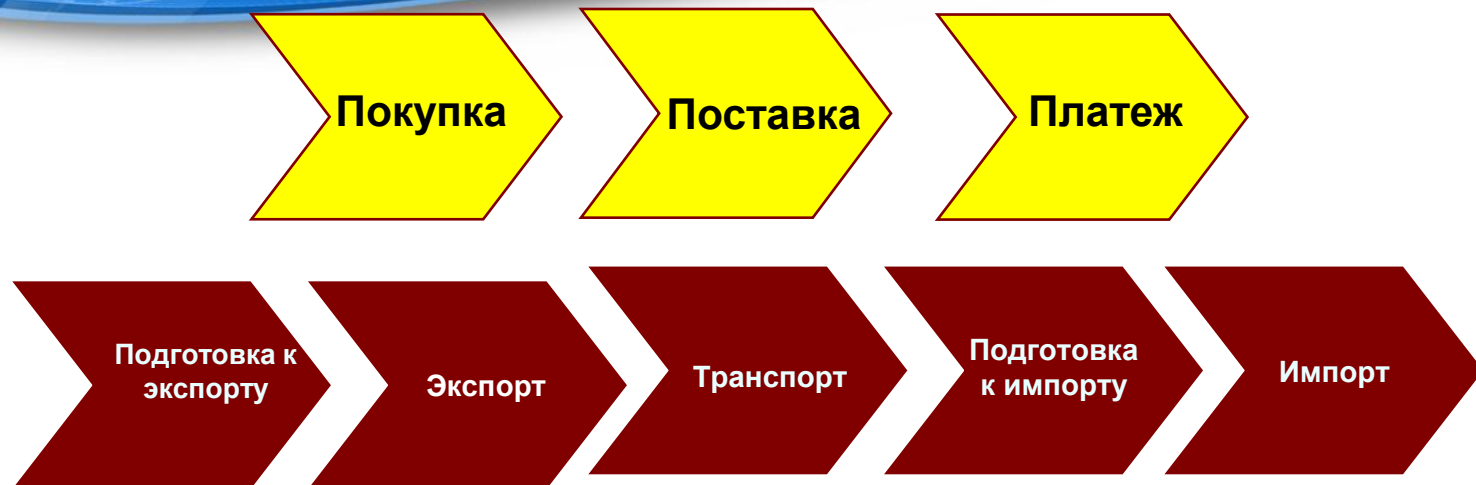 Покупка
Поставка
Платеж
Подготовка к
экспорту
Экспорт
Транспорт
Подготовка
к импорту
Импорт